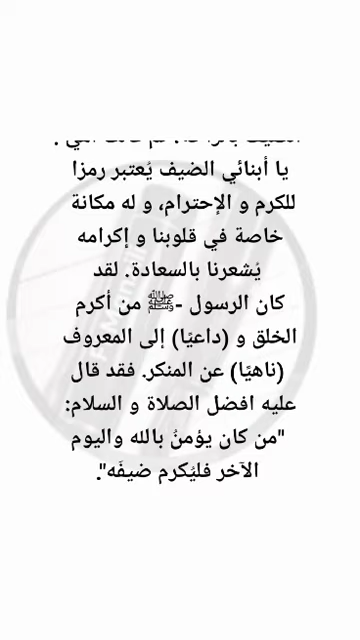 يا أبنائي الضيف يُعتبر رمزا
للكرم و الإحترام، و له مكانة
خاصة في قلوبنا و إكرامه
يُشعرنا بالسعادة. لقد
كان الرسول -ﷺ من أكرم
الخلق و (داعيًا) إلى المعروف
(ناهيًا) عن المنكر. فقد قال
عليه افضل الصلاة و السلام:
"من كان يؤمنُ بالله واليوم
الآخر فليُكرم ضيفَه".